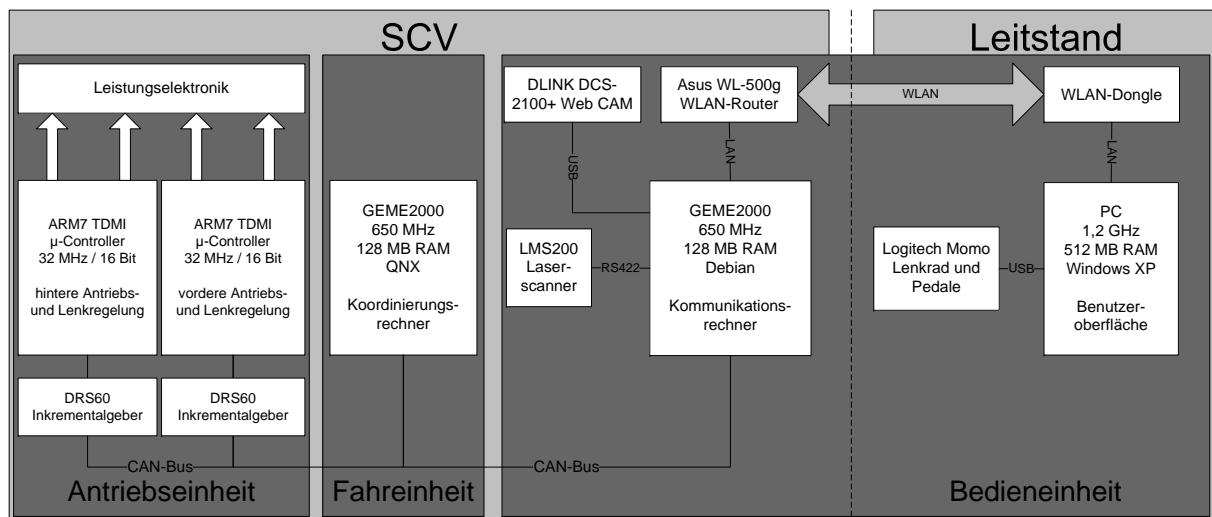 SCV
Leitstand
Leistungselektronik
DLINK DCS-
2100+ Web CAM
Asus WL-500g
WLAN-Router
WLAN
WLAN-Dongle
USB
LAN
LAN
ARM7 TDMI
µ-Controller
32 MHz / 16 Bit
hintere Antriebs-
und Lenkregelung
ARM7 TDMI
µ-Controller
32 MHz / 16 Bit
vordere Antriebs-
und Lenkregelung
GEME2000
650 MHz
128 MB RAM
QNX
Koordinierungs-
rechner
LMS200
Laser-
scanner
RS422
GEME2000
650 MHz
128 MB RAM
Debian
Kommunikations-
rechner
Logitech Momo
Lenkrad und
Pedale
USB
PC
1,2 GHz
512 MB RAM
Windows XP
Benutzer-
oberfläche
DRS60
Inkrementalgeber
DRS60
Inkrementalgeber
CAN-Bus
CAN-Bus
Antriebseinheit
Fahreinheit
Bedieneinheit